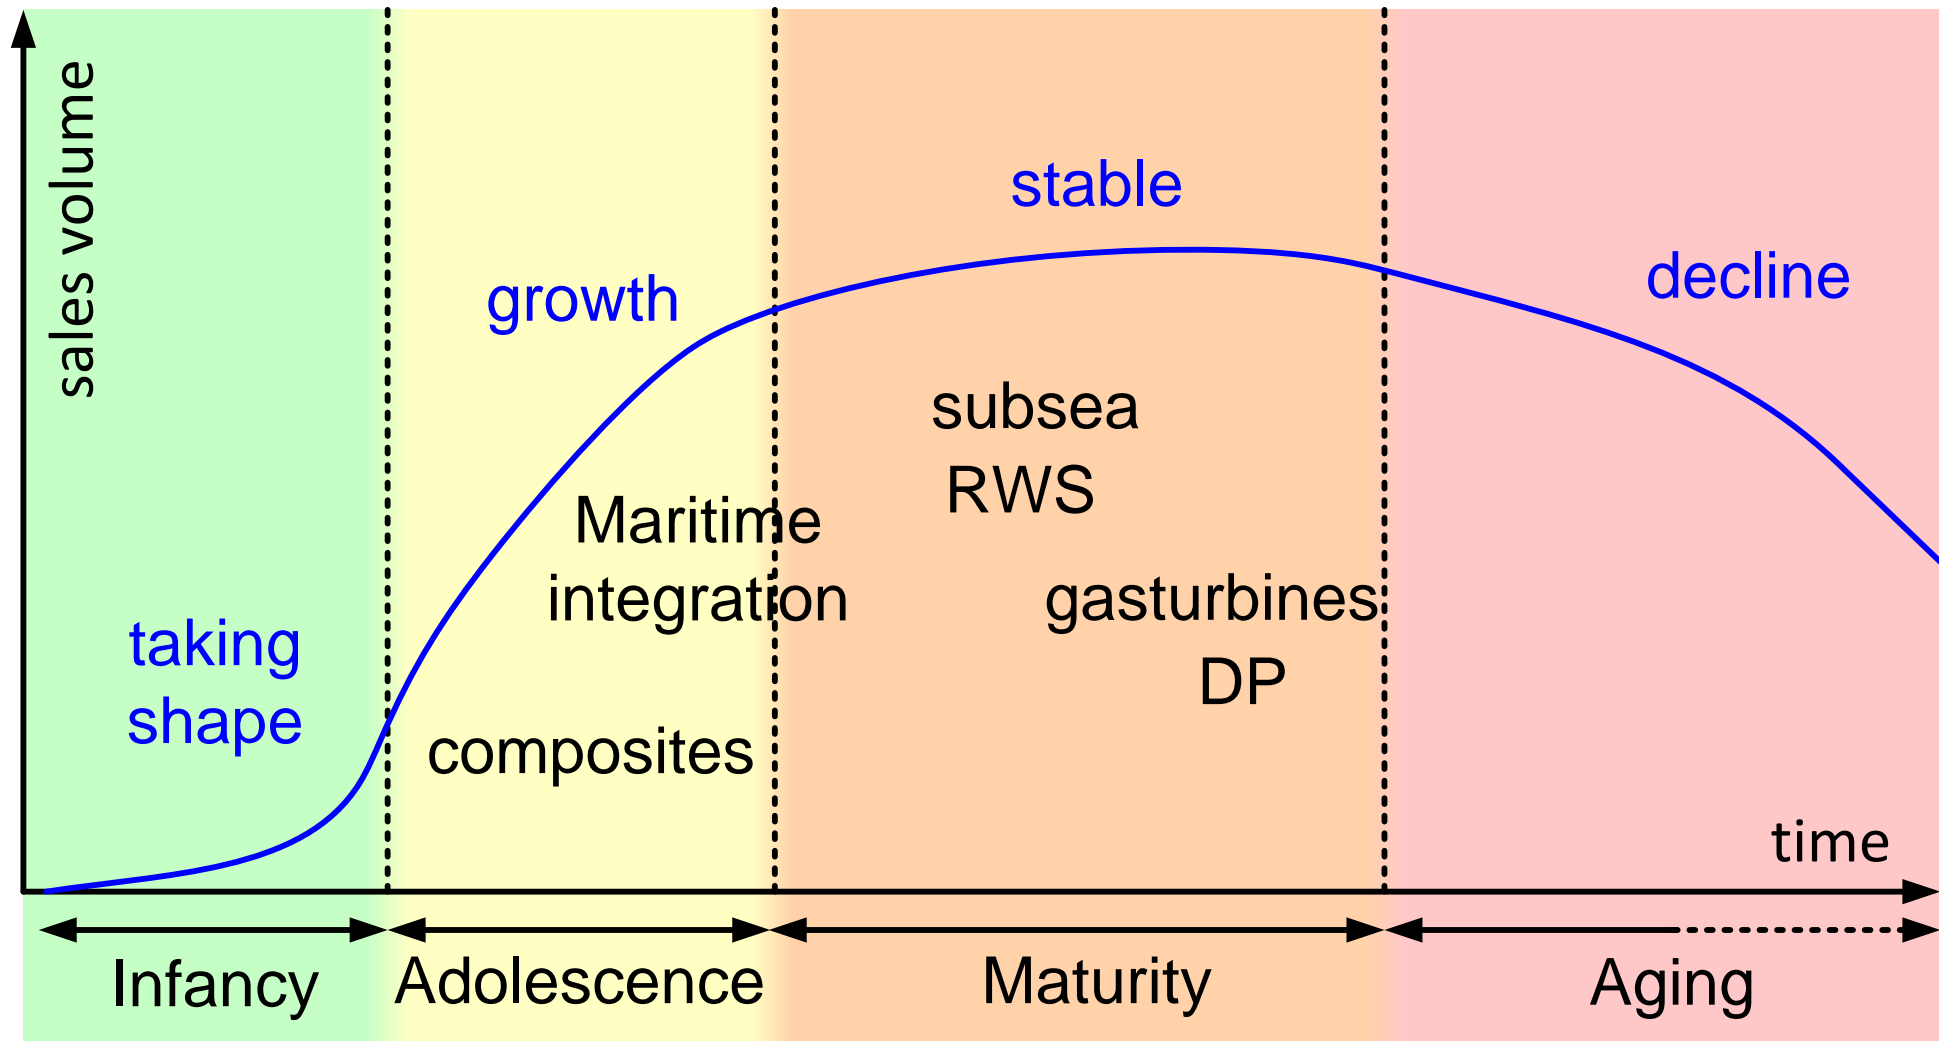 sales volume
stable
decline
growth
subsea
RWS
Maritime
integration
gasturbines
DP
taking
shape
composites
time
Infancy
Adolescence
Maturity
Aging